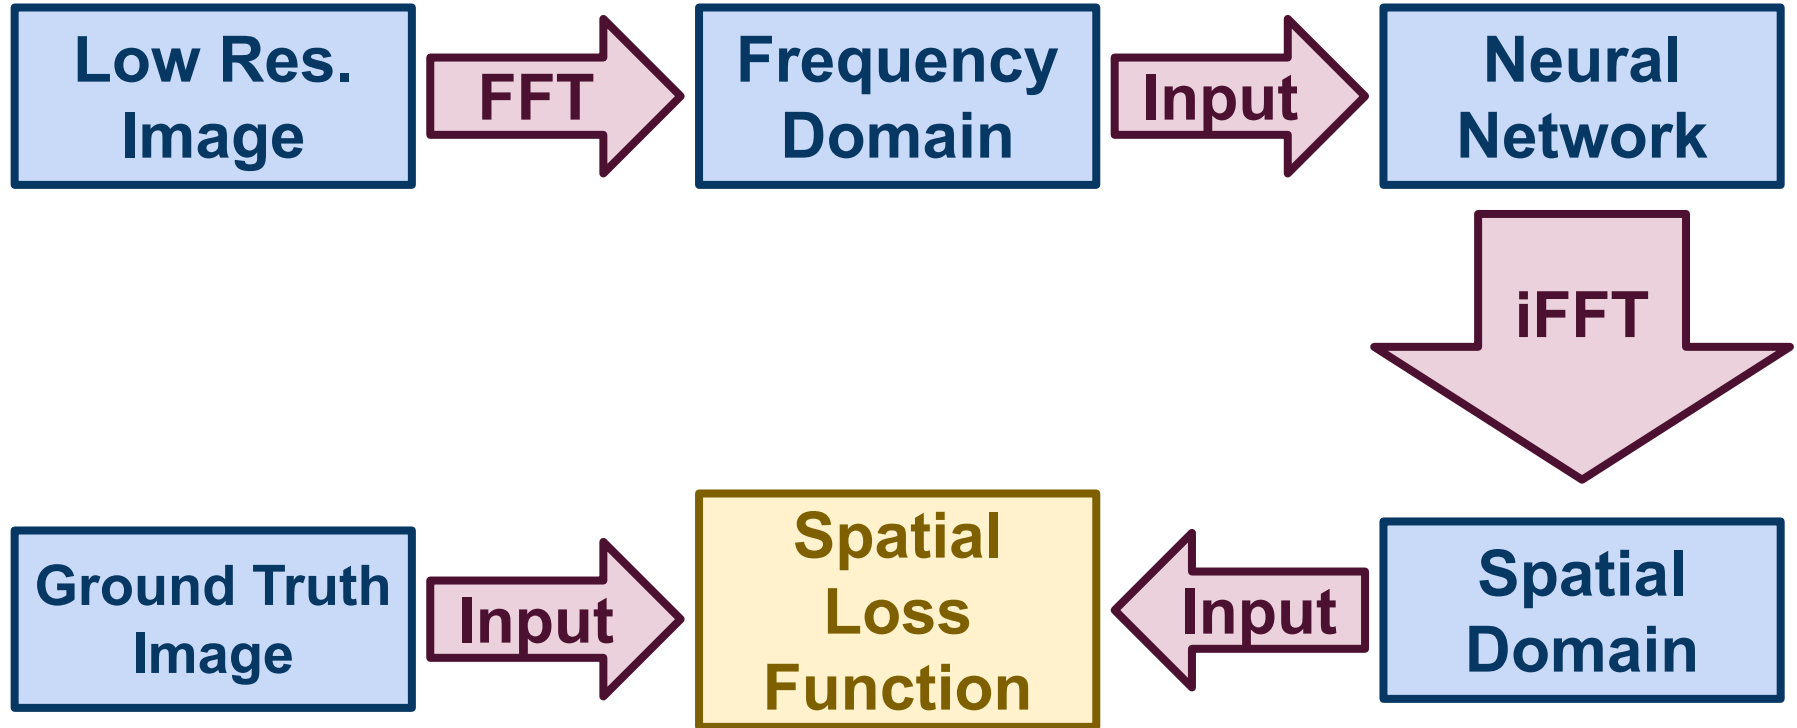 Low Res.
Image
FFT
Frequency
Domain
Input
Neural
Network
iFFT
Ground Truth
Image
Input
Spatial
Loss
Function
Input
Spatial
Domain